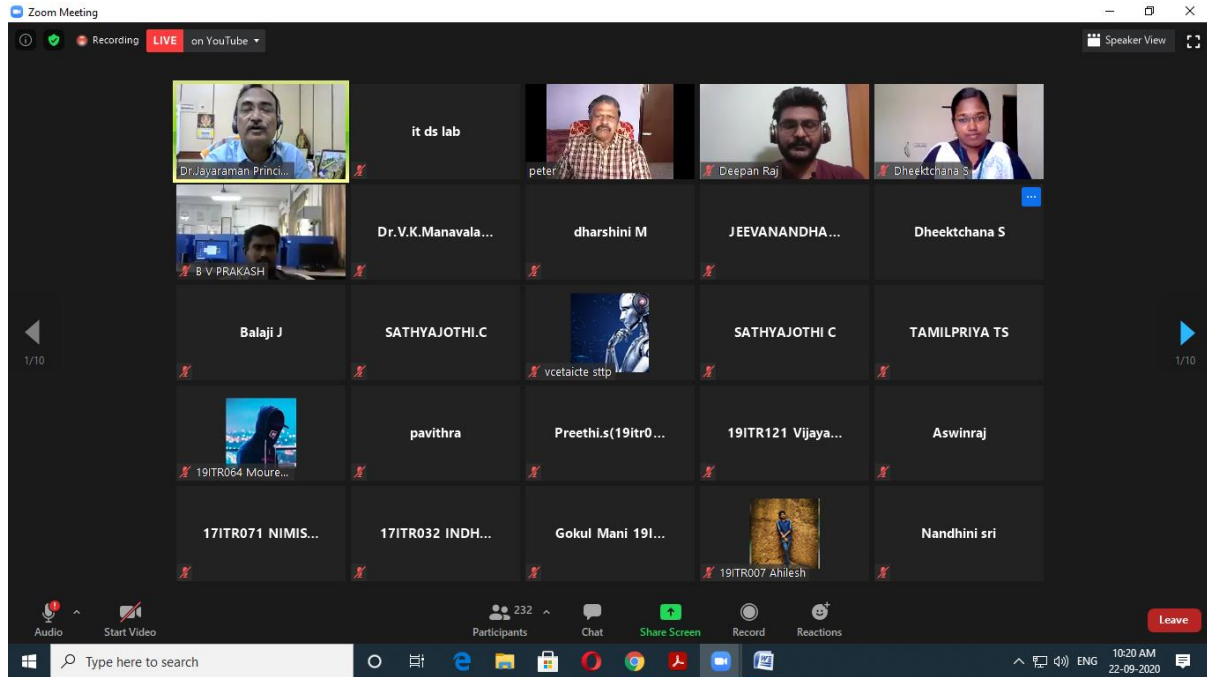 Zoom Meeting
Recording LIVE on YouTube
Speaker View
Dr.Jayaraman Princi...
it ds lab
peter
Deepan Raj
Dheektchana S
B V PRAKASH
Dr.V.K.Manavala...
dharshini M
JEEVANANDHA...
Dheektchana S
Balaji J
SATHYAJOTHI.C
vcetaicte sttp
SATHYAJOTHI C
TAMILPRIYA TS
1/10
1/10
19ITR064 Moure...
pavithra
Preethi.s(19itr0...
19ITR121 Vijaya...
Aswinraj
17ITR071 NIMIS...
17ITR032 INDH...
Gokul Mani 19I...
19ITR007 Ahilesh
Nandhini sri
Audio
Start Video
232
Participants
Chat
Share Screen
Record
Reactions
Leave
Type here to search
ENG
10:20 AM
22-09-2020